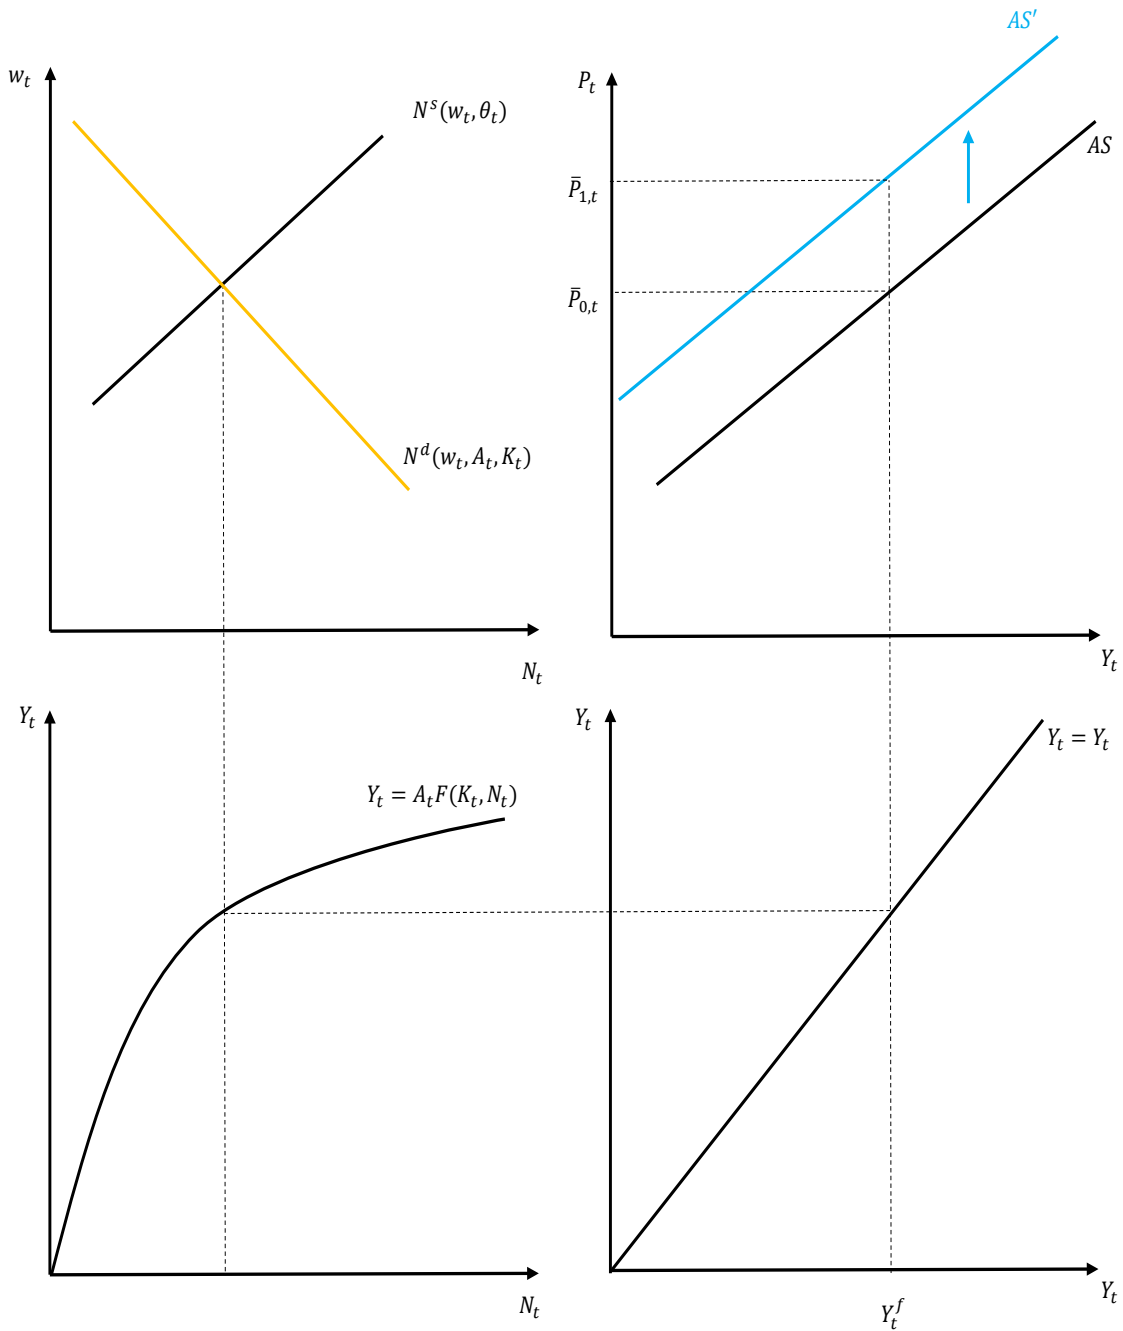 AS′
w_t
P_t
N^s(w_t, θ_t)
AS
P̅_{1,t}
P̅_{0,t}
N^d(w_t, A_t, K_t)
N_t
Y_t
Y_t
Y_t
Y_t = Y_t
Y_t = A_tF(K_t, N_t)
N_t
Y_t
Y_t^f